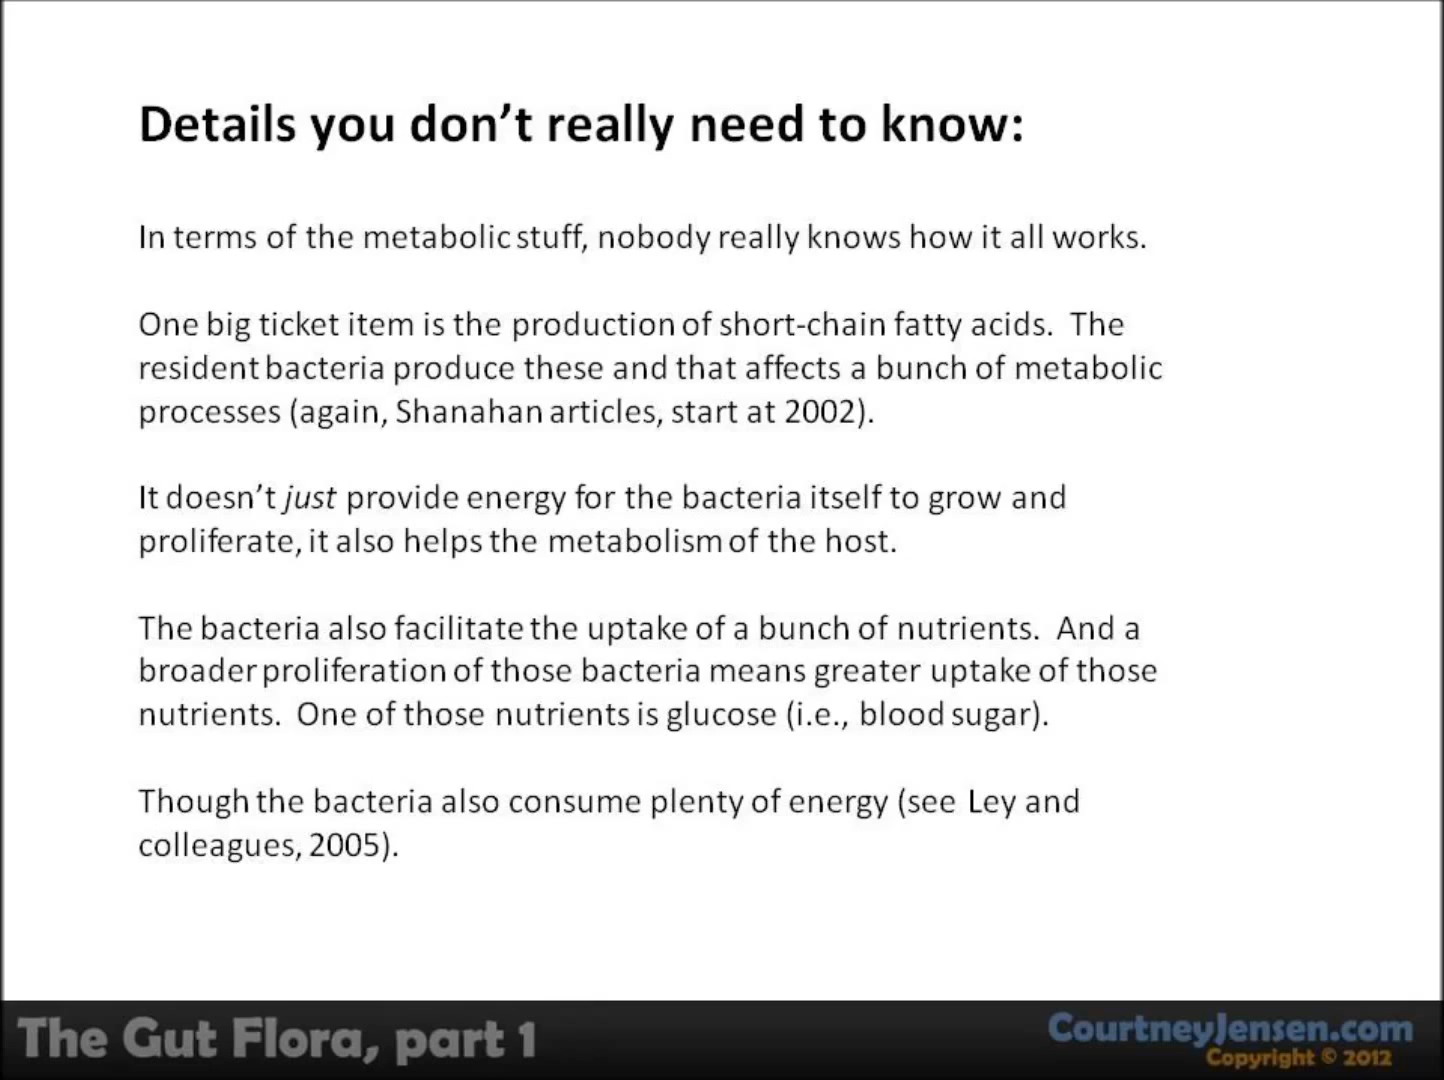 Details you don’t really need to know:
In terms of the metabolic stuff, nobody really knows how it all works.
One big ticket item is the production of short-chain fatty acids.  The
resident bacteria produce these and that affects a bunch of metabolic
processes (again, Shanahan articles, start at 2002).
It doesn’t just provide energy for the bacteria itself to grow and
proliferate, it also helps the metabolism of the host.
The bacteria also facilitate the uptake of a bunch of nutrients.  And a
broader proliferation of those bacteria means greater uptake of those
nutrients.  One of those nutrients is glucose (i.e., blood sugar).
Though the bacteria also consume plenty of energy (see Ley and
colleagues, 2005).
The Gut Flora, part 1
CourtneyJensen.com
Copyright © 2012